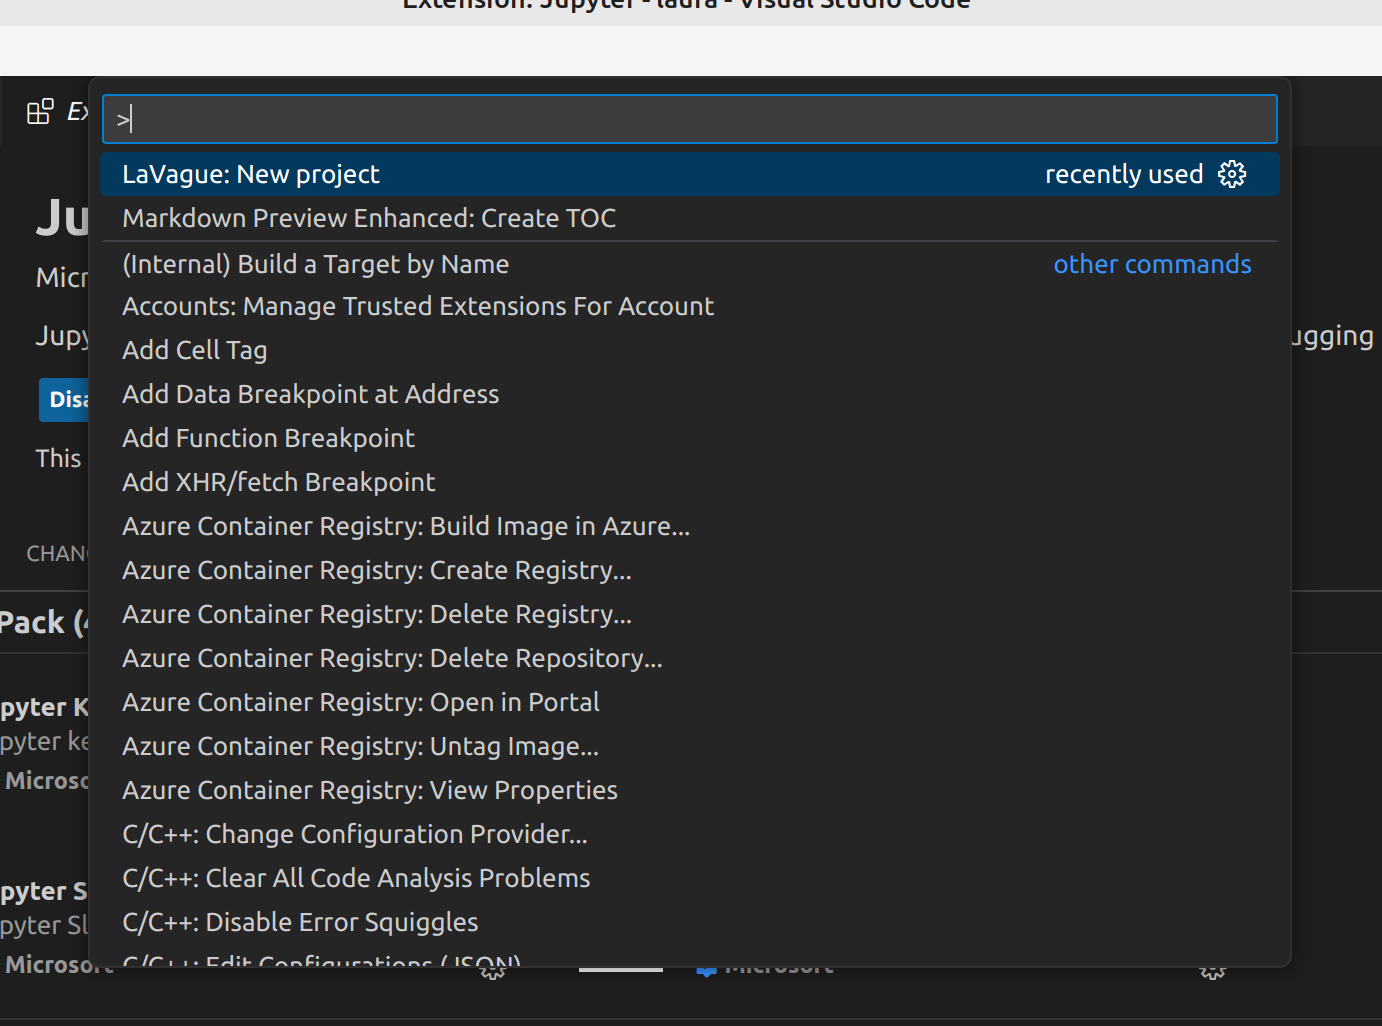 Extension: Jupyter - laura - Visual Studio Code
>
LaVague: New project recently used
Markdown Preview Enhanced: Create TOC
(Internal) Build a Target by Name other commands
Accounts: Manage Trusted Extensions For Account
Add Cell Tag
Add Data Breakpoint at Address
Add Function Breakpoint
Add XHR/fetch Breakpoint
Azure Container Registry: Build Image in Azure...
Azure Container Registry: Create Registry...
Azure Container Registry: Delete Registry...
Azure Container Registry: Delete Repository...
Azure Container Registry: Open in Portal
Azure Container Registry: Untag Image...
Azure Container Registry: View Properties
C/C++: Change Configuration Provider...
C/C++: Clear All Code Analysis Problems
C/C++: Disable Error Squiggles
C/C++: Edit Configurations (JSON)
Ex
Ju
Micr
Jupy ugging
Disa
This
CHAN
Pack (4
pyter K
pyter ke
Microso
pyter S
pyter Sl
Microsoft Microsoft